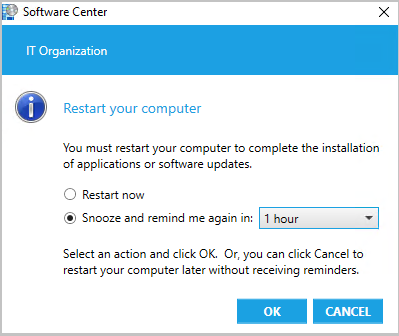 Software Center
IT Organization
Restart your computer
You must restart your computer to complete the installation
of applications or software updates.
Restart now
Snooze and remind me again in: 1 hour
Select an action and click OK.  Or, you can click Cancel to
restart your computer later without receiving reminders.
OK CANCEL